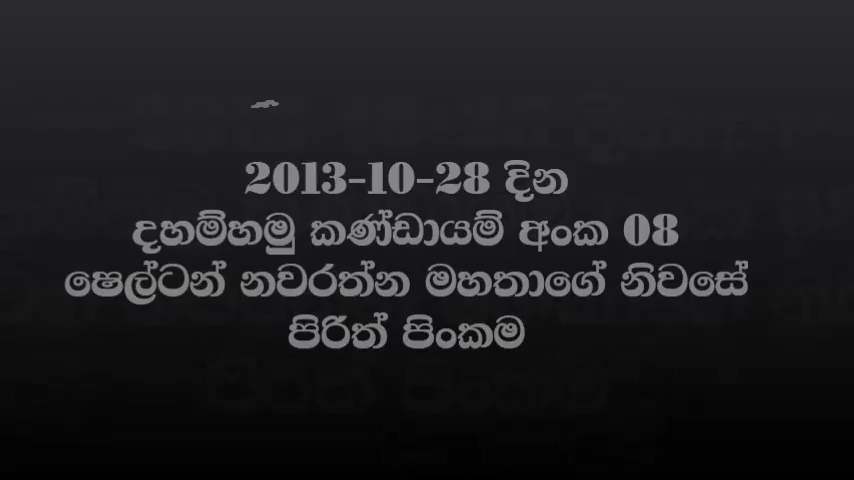 2013-10-28 දින
දහම්හමු කණ්ඩායම් අංක 08
ෂෙල්ටන් නවරත්න මහතාගේ නිවසේ
පිරිත් පිංකම